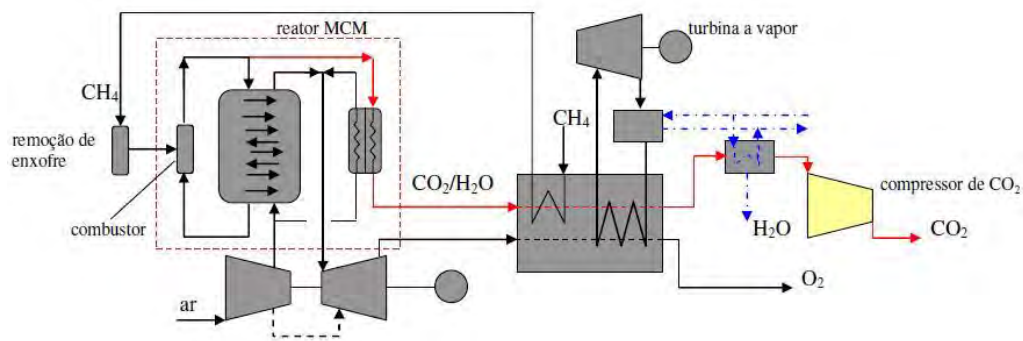 reator MCM
turbina a vapor
CH₄
remoção de
enxofre
combustor
CH₄
CO₂/H₂O
compressor de CO₂
H₂O
CO₂
O₂
ar